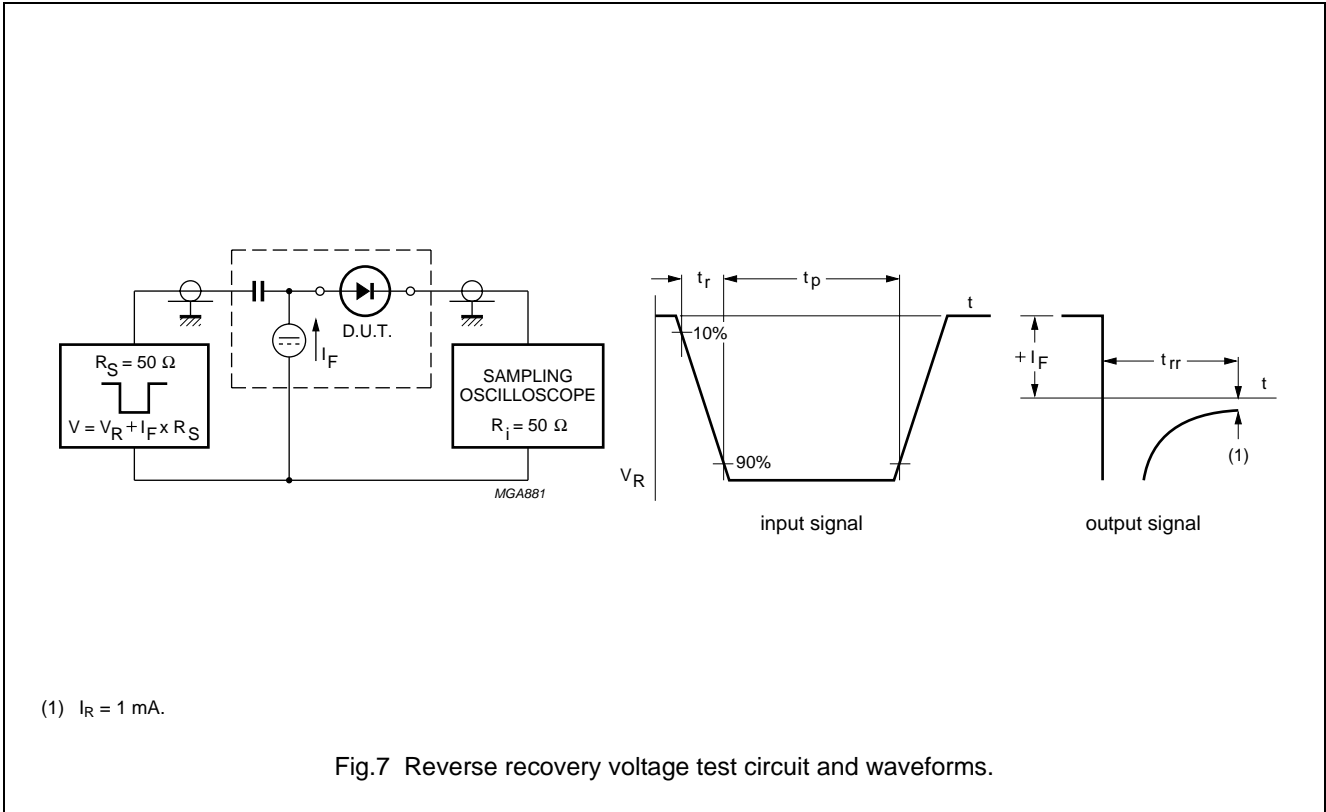 D.U.T.
I_F
R_S = 50 Ω
V = V_R + I_F x R_S
SAMPLING
OSCILLOSCOPE
R_i = 50 Ω
MGA881
t_r
t_p
t
10%
90%
V_R
input signal
+ I_F
t_rr
t
(1)
output signal
(1) I_R = 1 mA.
Fig.7 Reverse recovery voltage test circuit and waveforms.